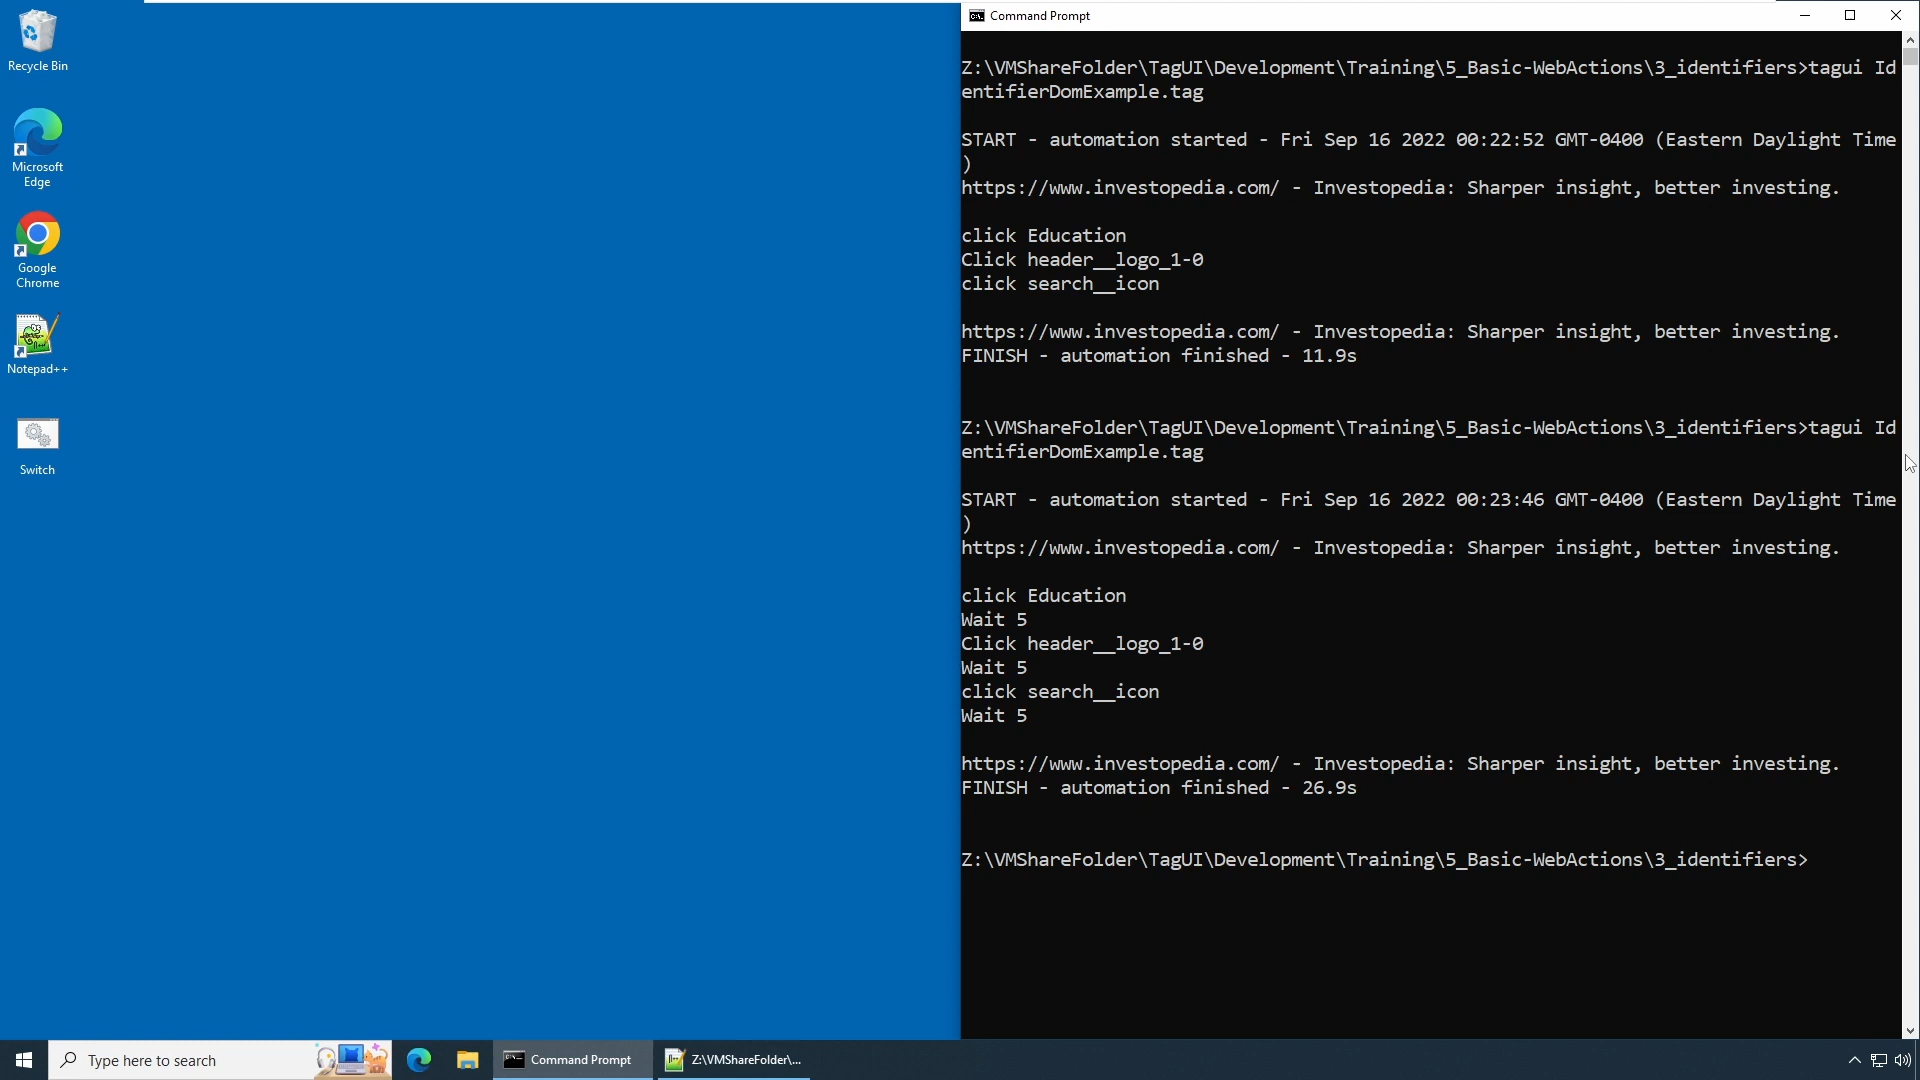 Recycle Bin
Microsoft
Edge
Google
Chrome
Notepad++
Switch
Command Prompt
Z:\VMShareFolder\TagUI\Development\Training\5_Basic-WebActions\3_identifiers>tagui Id
entifierDomExample.tag
START - automation started - Fri Sep 16 2022 00:22:52 GMT-0400 (Eastern Daylight Time
)
https://www.investopedia.com/ - Investopedia: Sharper insight, better investing.
click Education
Click header__logo_1-0
click search__icon
https://www.investopedia.com/ - Investopedia: Sharper insight, better investing.
FINISH - automation finished - 11.9s
Z:\VMShareFolder\TagUI\Development\Training\5_Basic-WebActions\3_identifiers>tagui Id
entifierDomExample.tag
START - automation started - Fri Sep 16 2022 00:23:46 GMT-0400 (Eastern Daylight Time
)
https://www.investopedia.com/ - Investopedia: Sharper insight, better investing.
click Education
Wait 5
Click header__logo_1-0
Wait 5
click search__icon
Wait 5
https://www.investopedia.com/ - Investopedia: Sharper insight, better investing.
FINISH - automation finished - 26.9s
Z:\VMShareFolder\TagUI\Development\Training\5_Basic-WebActions\3_identifiers>
Type here to search
Command Prompt
Z:\VMShareFolder\...